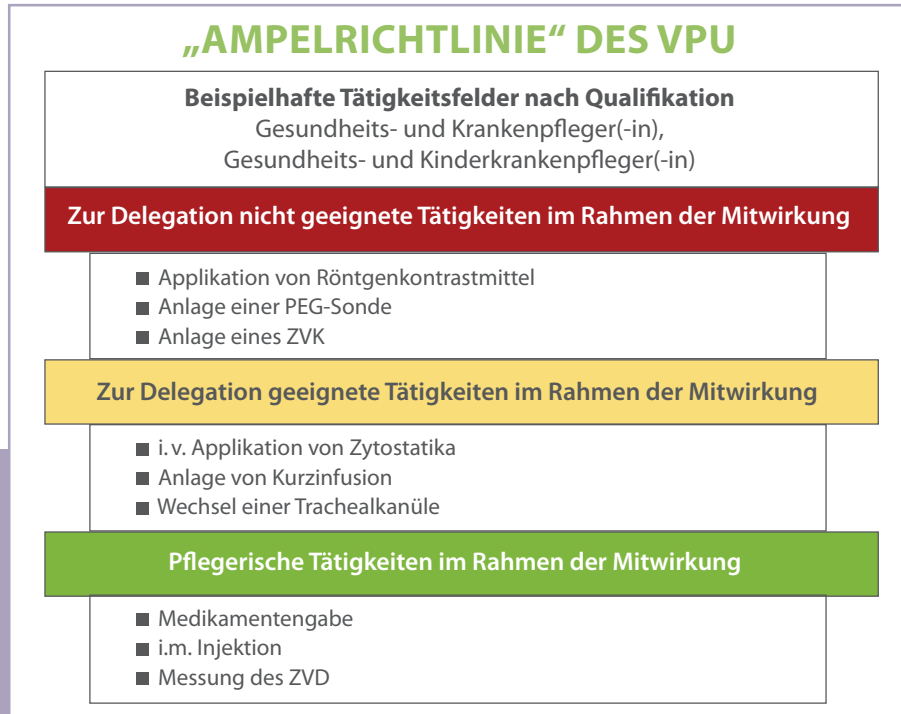 „AMPELRICHTLINIE“ DES VPU
Beispielhafte Tätigkeitsfelder nach Qualifikation
Gesundheits- und Krankenpfleger(-in),
Gesundheits- und Kinderkrankenpfleger(-in)
Zur Delegation nicht geeignete Tätigkeiten im Rahmen der Mitwirkung
■ Applikation von Röntgenkontrastmittel
■ Anlage einer PEG-Sonde
■ Anlage eines ZVK
Zur Delegation geeignete Tätigkeiten im Rahmen der Mitwirkung
■ i. v. Applikation von Zytostatika
■ Anlage von Kurzinfusion
■ Wechsel einer Trachealkanüle
Pflegerische Tätigkeiten im Rahmen der Mitwirkung
■ Medikamentengabe
■ i.m. Injektion
■ Messung des ZVD